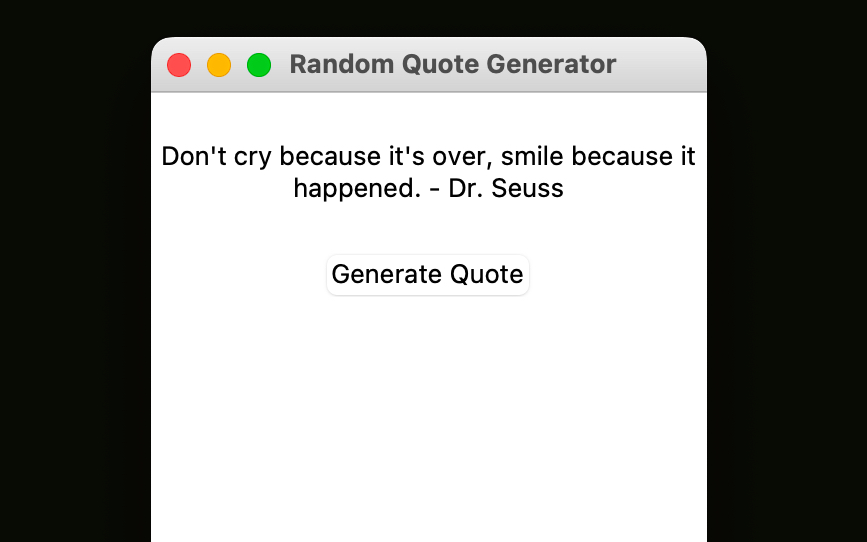 Random Quote Generator
Don't cry because it's over, smile because it
happened. - Dr. Seuss
Generate Quote